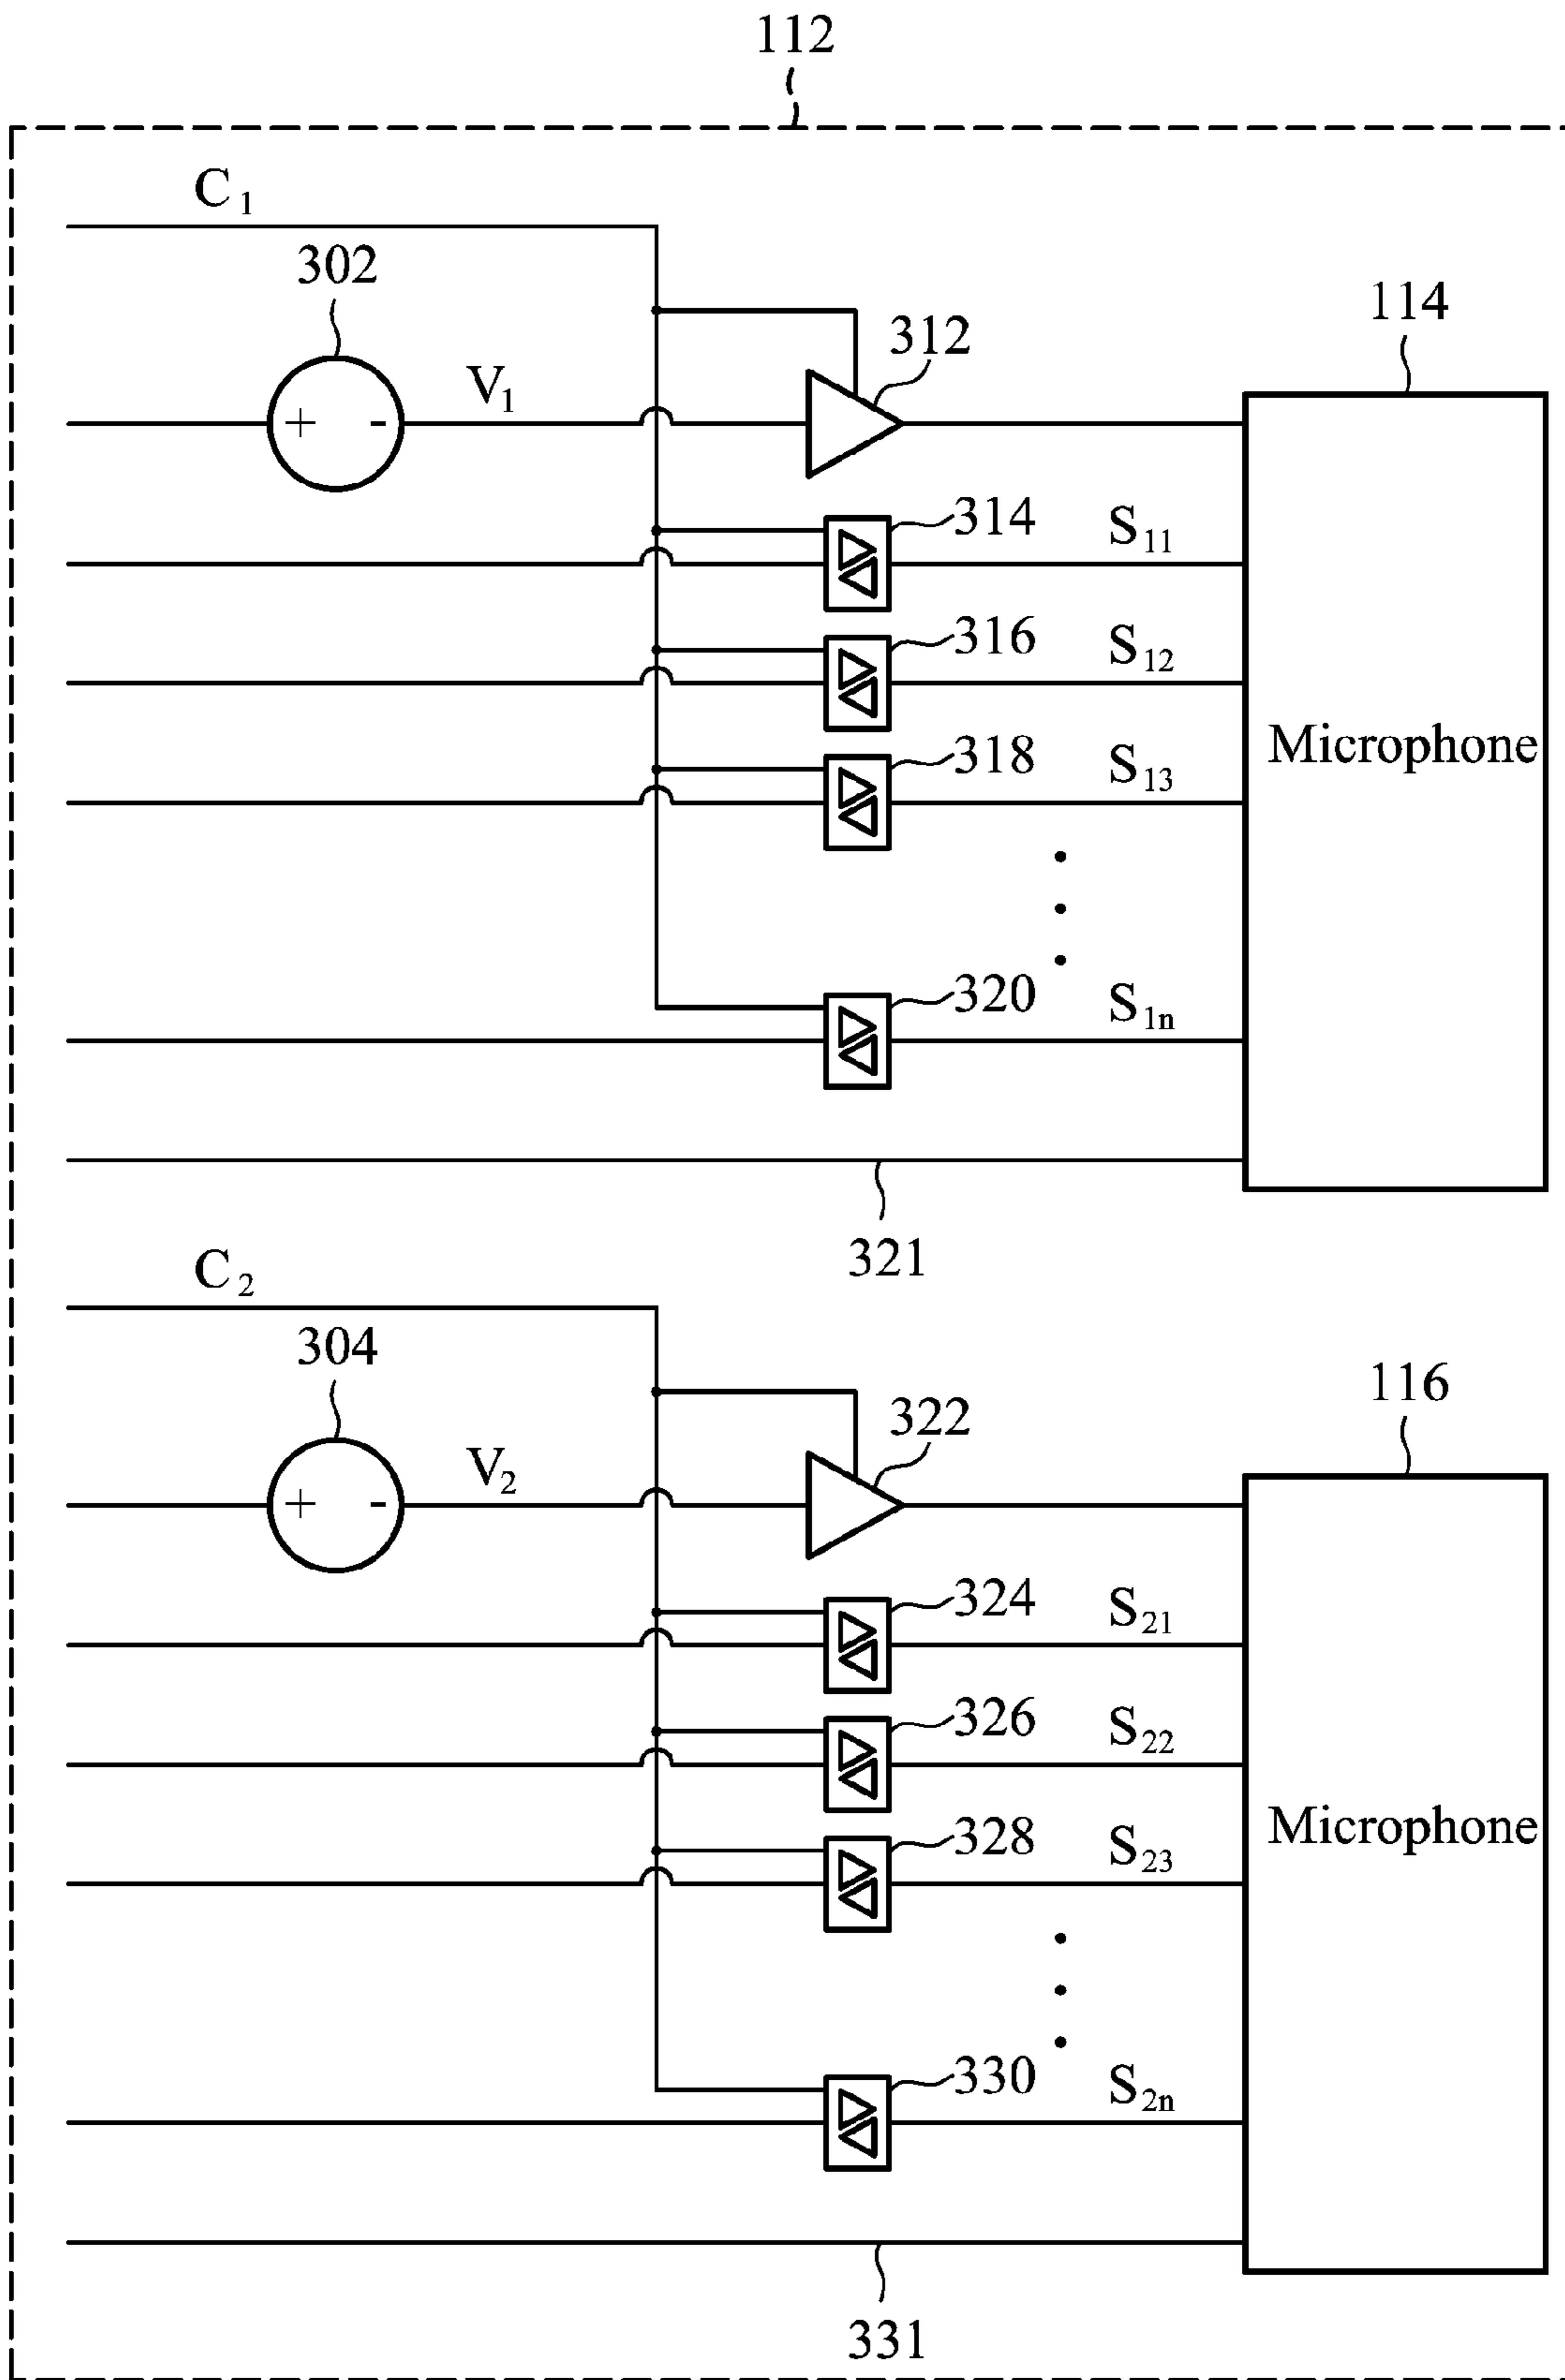 112
C₁
302
V₁
312
114
+ -
314
S₁₁
316
S₁₂
318
S₁₃
Microphone
320
S₁ₙ
321
C₂
304
V₂
322
116
+ -
324
S₂₁
326
S₂₂
328
S₂₃
Microphone
330
S₂ₙ
331